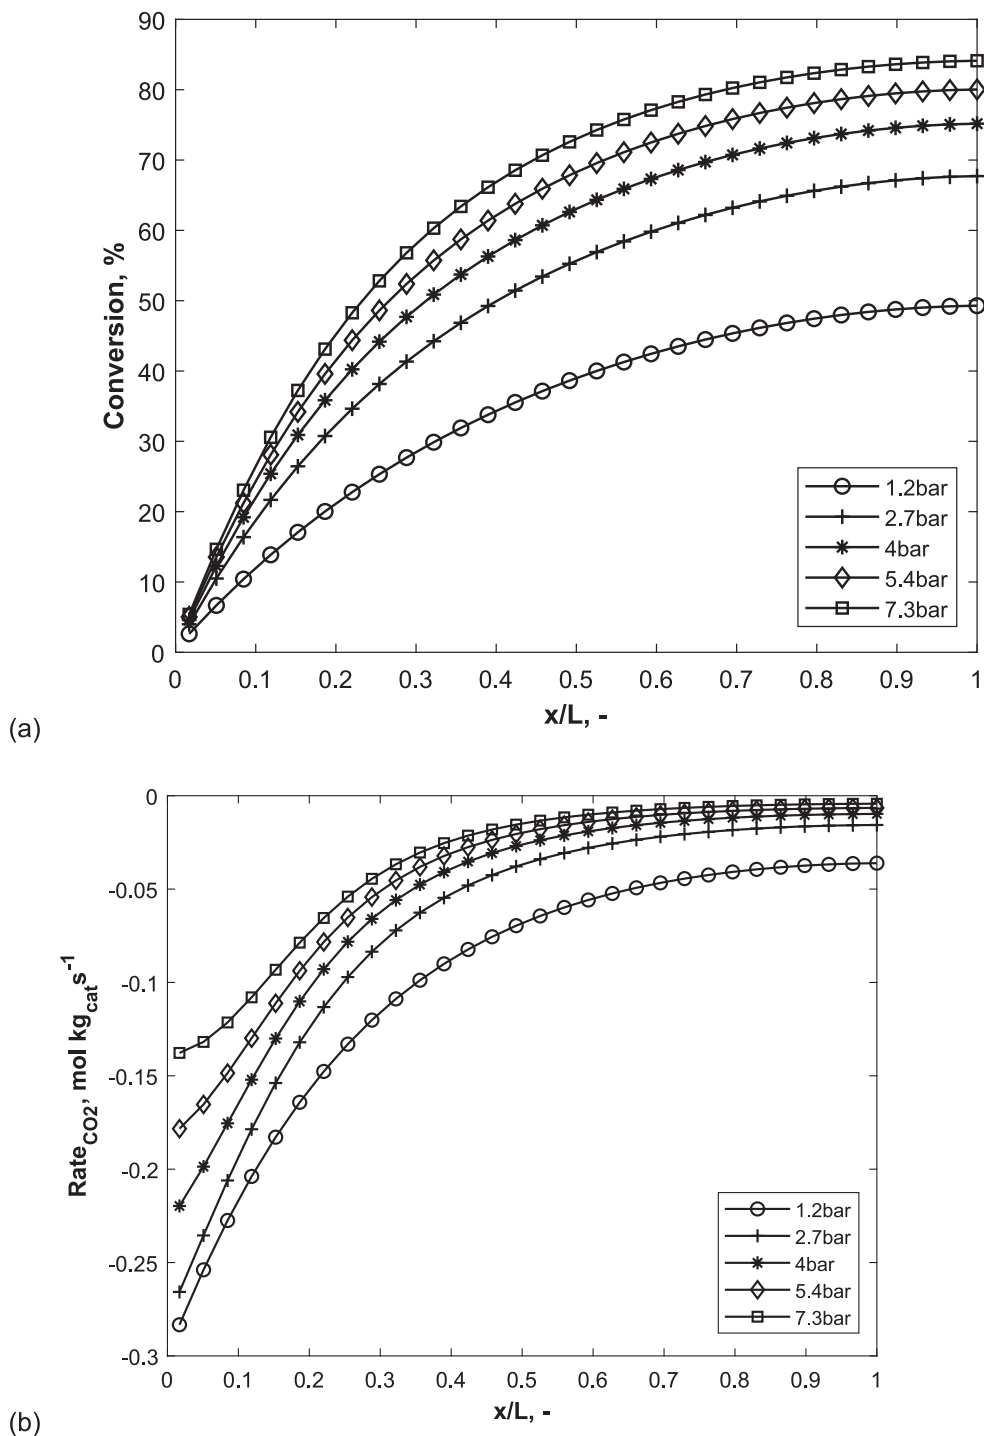 90
80
70
60
50
40
30
20
10
0
Conversion, %
0 0.1 0.2 0.3 0.4 0.5 0.6 0.7 0.8 0.9 1
x/L, -
1.2bar
2.7bar
4bar
5.4bar
7.3bar
(a)
0
-0.05
-0.1
-0.15
-0.2
-0.25
-0.3
Rate_CO2, mol kg_cat s^-1
0 0.1 0.2 0.3 0.4 0.5 0.6 0.7 0.8 0.9 1
x/L, -
1.2bar
2.7bar
4bar
5.4bar
7.3bar
(b)